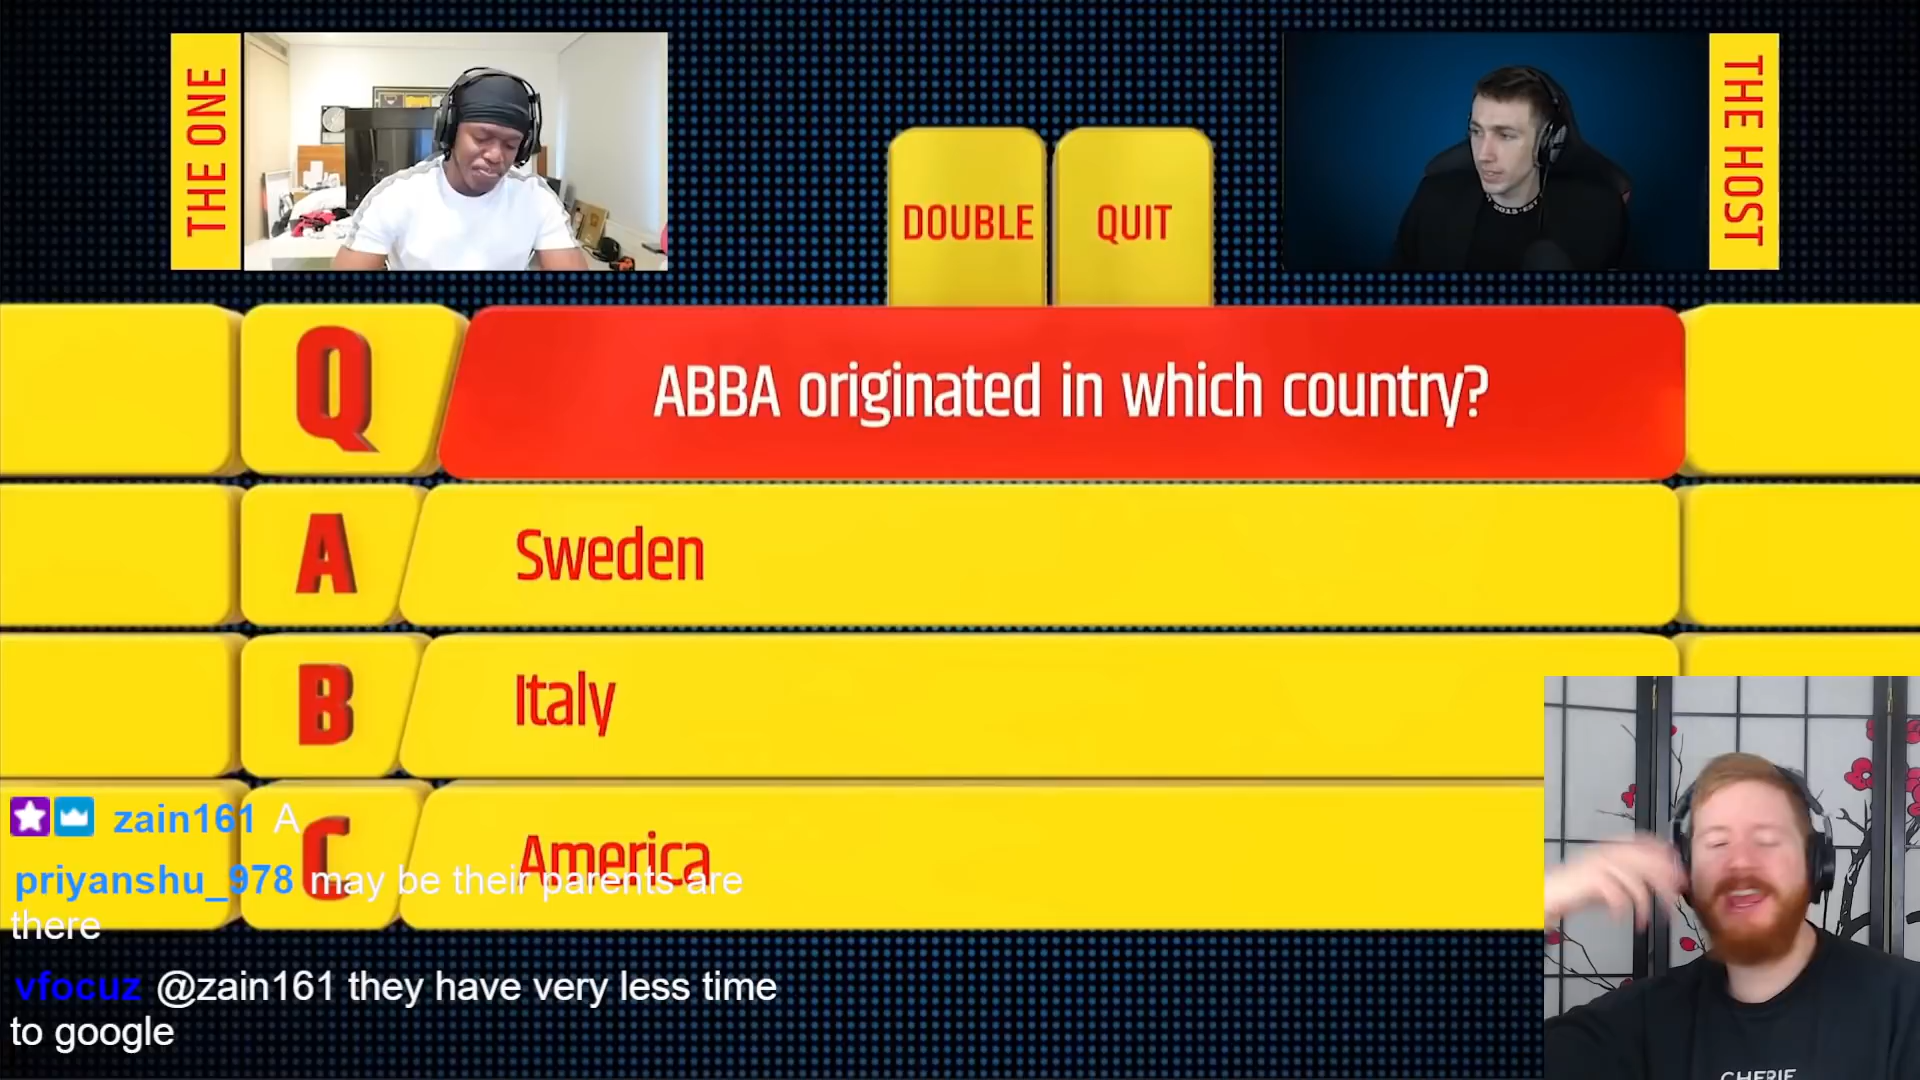 THE ONE
THE HOST
DOUBLE
QUIT
Q
ABBA originated in which country?
A
Sweden
B
Italy
C
America
zain161 A
priyanshu_978 may be their parents are
there
vfocuz @zain161 they have very less time
to google
CHERIE